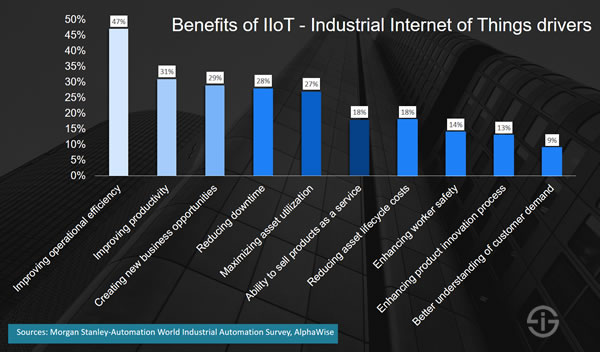 Benefits of IIoT - Industrial Internet of Things drivers
50%
45%
40%
35%
30%
25%
20%
15%
10%
5%
0%
47%
31%
29%
28%
27%
18%
18%
14%
13%
9%
Improving operational efficiency
Improving productivity
Creating new business opportunities
Reducing downtime
Maximizing asset utilization
Ability to sell products as a service
Reducing asset lifecycle costs
Enhancing worker safety
Enhancing product innovation process
Better understanding of customer demand
Sources: Morgan Stanley-Automation World Industrial Automation Survey, AlphaWise